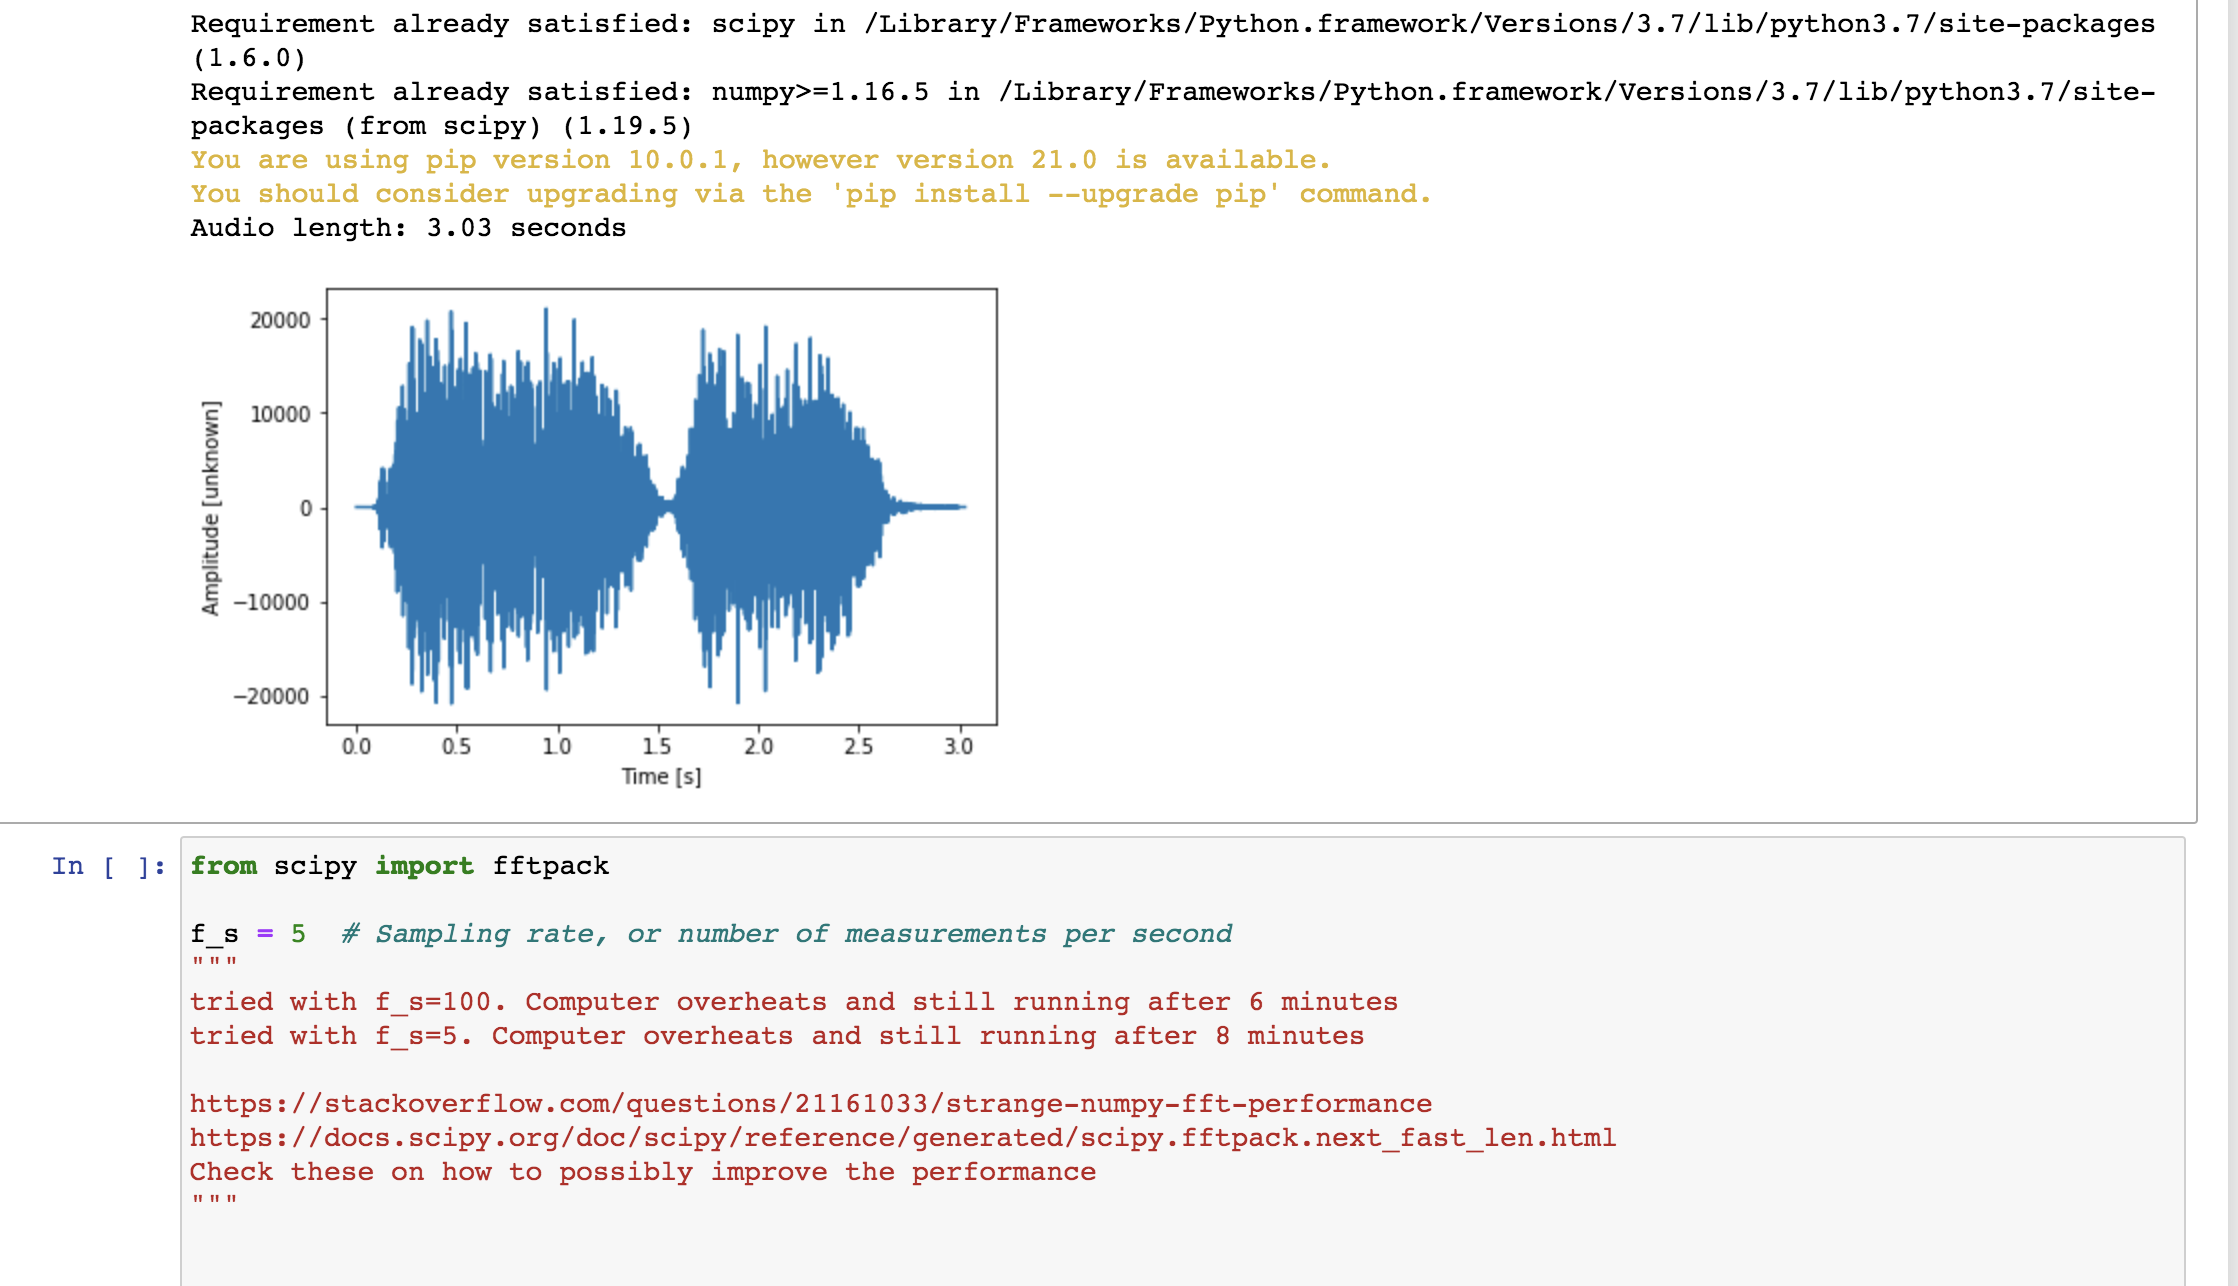 Requirement already satisfied: scipy in /Library/Frameworks/Python.framework/Versions/3.7/lib/python3.7/site-packages
(1.6.0)
Requirement already satisfied: numpy>=1.16.5 in /Library/Frameworks/Python.framework/Versions/3.7/lib/python3.7/site-
packages (from scipy) (1.19.5)
You are using pip version 10.0.1, however version 21.0 is available.
You should consider upgrading via the 'pip install --upgrade pip' command.
Audio length: 3.03 seconds
20000
10000
0
−10000
−20000
Amplitude [unknown]
0.0 0.5 1.0 1.5 2.0 2.5 3.0
Time [s]
In [ ]: from scipy import fftpack
f_s = 5  # Sampling rate, or number of measurements per second
"""
tried with f_s=100. Computer overheats and still running after 6 minutes
tried with f_s=5. Computer overheats and still running after 8 minutes
https://stackoverflow.com/questions/21161033/strange-numpy-fft-performance
https://docs.scipy.org/doc/scipy/reference/generated/scipy.fftpack.next_fast_len.html
Check these on how to possibly improve the performance
"""